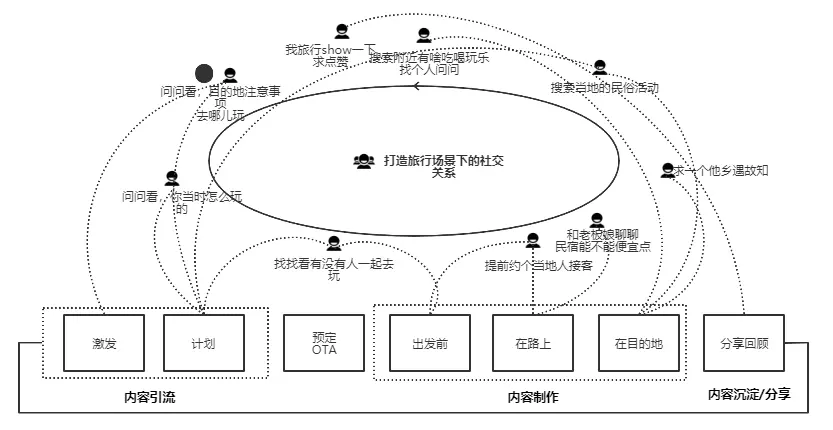 我旅行show一下
求点赞
搜索附近有啥吃喝玩乐
找个人问问
问问看，目的地注意事
项
去哪儿玩
搜索当地的民俗活动
打造旅行场景下的社交
关系
求一个他乡遇故知
问问看，你当时怎么玩
的
和老板娘聊聊
民宿能不能便宜点
找找看有没有人一起去
玩
提前约个当地人接客
激发
计划
预定
OTA
出发前
在路上
在目的地
分享回顾
内容引流
内容制作
内容沉淀/分享